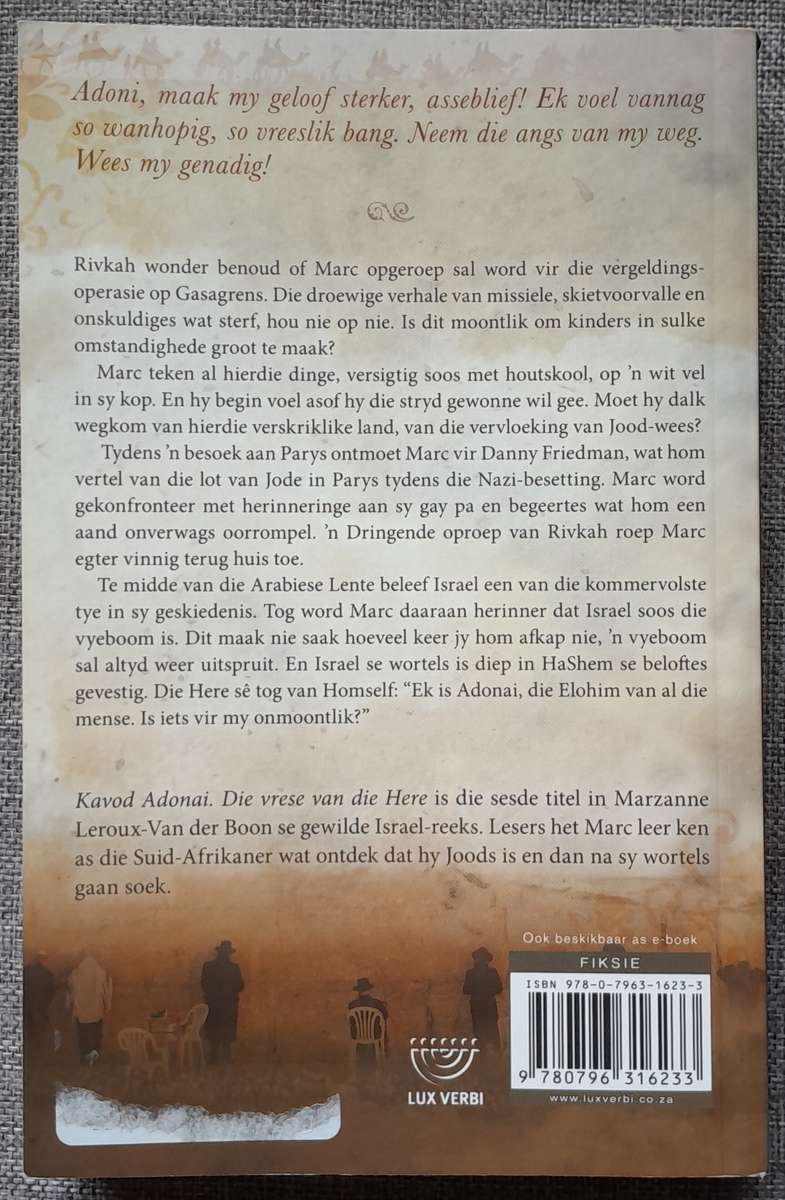 Adoni, maak my geloof sterker, asseblief! Ek voel vannag
so wanhopig, so vreeslik bang. Neem die angs van my weg.
Wees my genadig!
Rivkah wonder benoud of Marc opgeroep sal word vir die vergeldings-
operasie op Gasagrens. Die droewige verhale van missiele, skietvoorvalle en
onskuldiges wat sterf, hou nie op nie. Is dit moontlik om kinders in sulke
omstandighede groot te maak?
Marc teken al hierdie dinge, versigtig soos met houtskool, op ’n wit vel
in sy kop. En hy begin voel asof hy die stryd gewonne wil gee. Moet hy dalk
wegkom van hierdie verskriklike land, van die vervloeking van Jood-wees?
Tydens ’n besoek aan Parys ontmoet Marc vir Danny Friedman, wat hom
vertel van die lot van Jode in Parys tydens die Nazi-besetting. Marc word
gekonfronteer met herinneringe aan sy gay pa en begeertes wat hom een
aand onverwags oorrompel. ’n Dringende oproep van Rivkah roep Marc
egter vinnig terug huis toe.
Te midde van die Arabiese Lente beleef Israel een van die kommervolste
tye in sy geskiedenis. Tog word Marc daaraan herinner dat Israel soos die
vyeboom is. Dit maak nie saak hoeveel keer jy hom afkap nie, ’n vyeboom
sal altyd weer uitspruit. En Israel se wortels is diep in HaShem se beloftes
gevestig. Die Here sê tog van Homself: “Ek is Adonai, die Elohim van al die
mense. Is iets vir my onmoontlik?”
Kavod Adonai. Die vrese van die Here is die sesde titel in Marzanne
Leroux-Van der Boon se gewilde Israel-reeks. Lesers het Marc leer ken
as die Suid-Afrikaner wat ontdek dat hy Joods is en dan na sy wortels
gaan soek.
Ook beskikbaar as e-boek
FIKSIE
ISBN 978-0-7963-1623-3
9 780796 316233
www.luxverbi.co.za
LUX VERBI